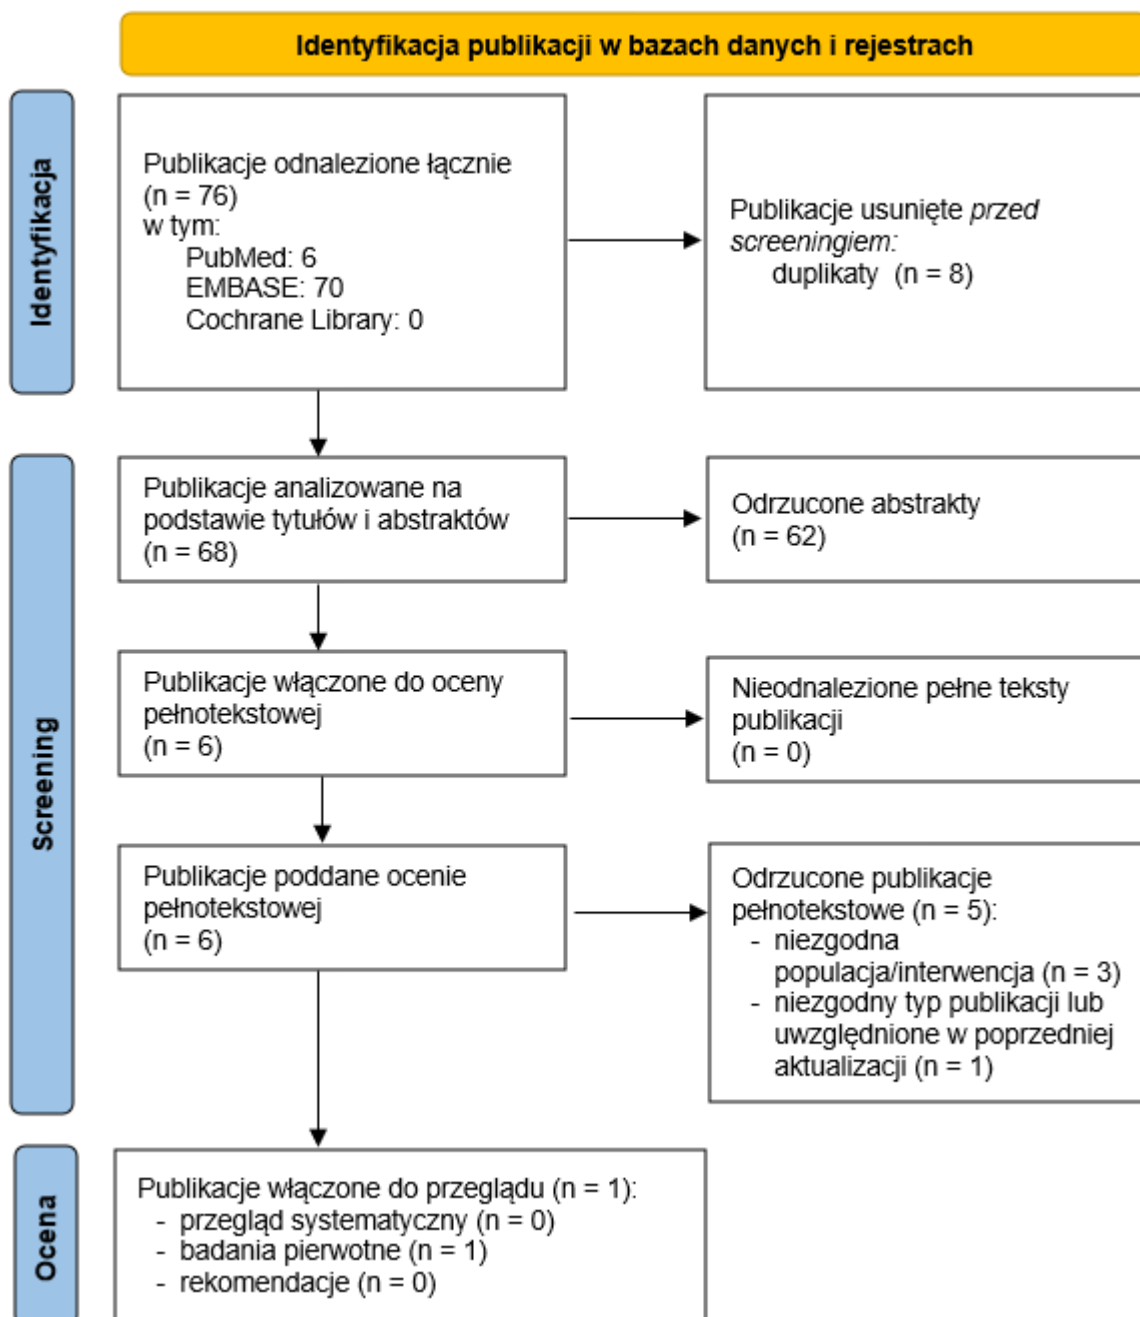 Identyfikacja publikacji w bazach danych i rejestrach
Identyfikacja
Publikacje odnalezione łącznie
(n = 76)
w tym:
PubMed: 6
EMBASE: 70
Cochrane Library: 0
Publikacje usunięte przed
screeningiem:
duplikaty (n = 8)
Screening
Publikacje analizowane na
podstawie tytułów i abstraktów
(n = 68)
Odrzucone abstrakty
(n = 62)
Publikacje włączone do oceny
pełnotekstowej
(n = 6)
Nieodnalezione pełne teksty
publikacji
(n = 0)
Publikacje poddane ocenie
pełnotekstowej
(n = 6)
Odrzucone publikacje
pełnotekstowe (n = 5):
- niezgodna
populacja/interwencja (n = 3)
- niezgodny typ publikacji lub
uwzględnione w poprzedniej
aktualizacji (n = 1)
Ocena
Publikacje włączone do przeglądu (n = 1):
- przegląd systematyczny (n = 0)
- badania pierwotne (n = 1)
- rekomendacje (n = 0)